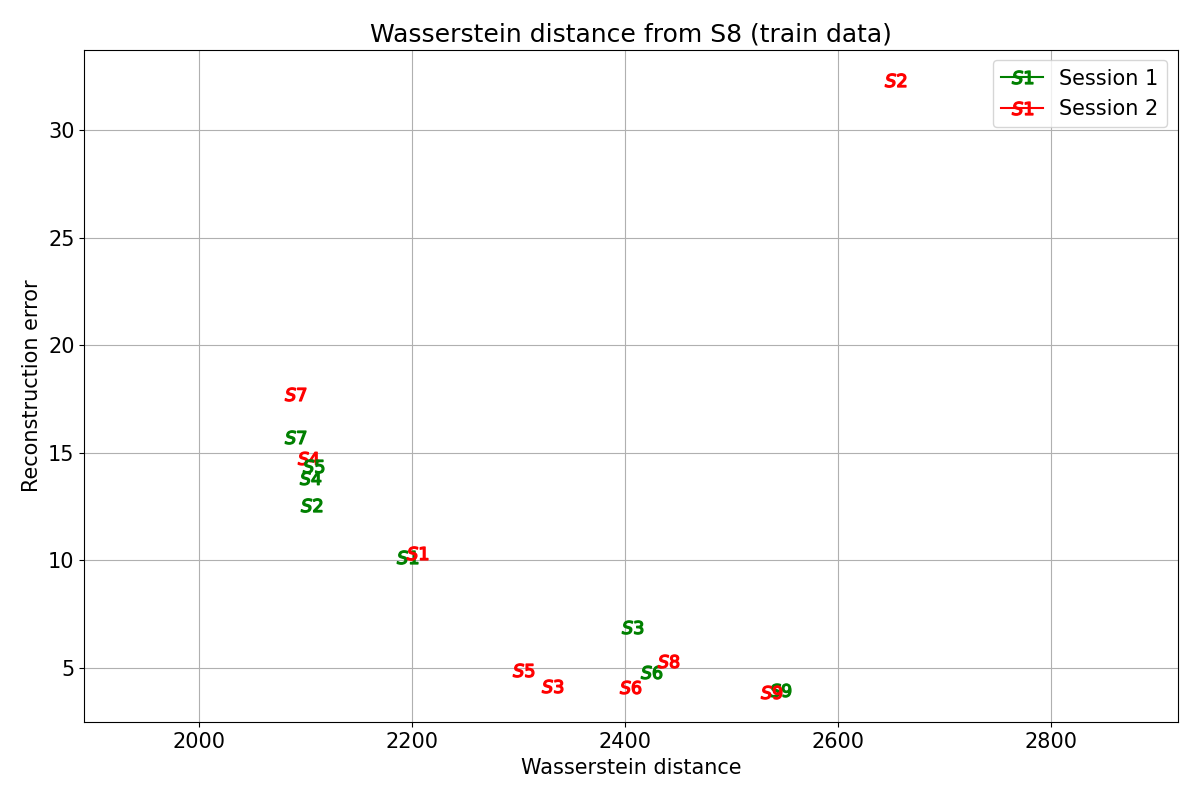 Wasserstein distance from S8 (train data)
S1 Session 1
S1 Session 2
Reconstruction error
30
25
20
15
10
5
S2
S7
S7
S4
S5
S4
S2
S1
S1
S3
S8
S5
S6
S3
S6
S9
S9
2000 2200 2400 2600 2800
Wasserstein distance